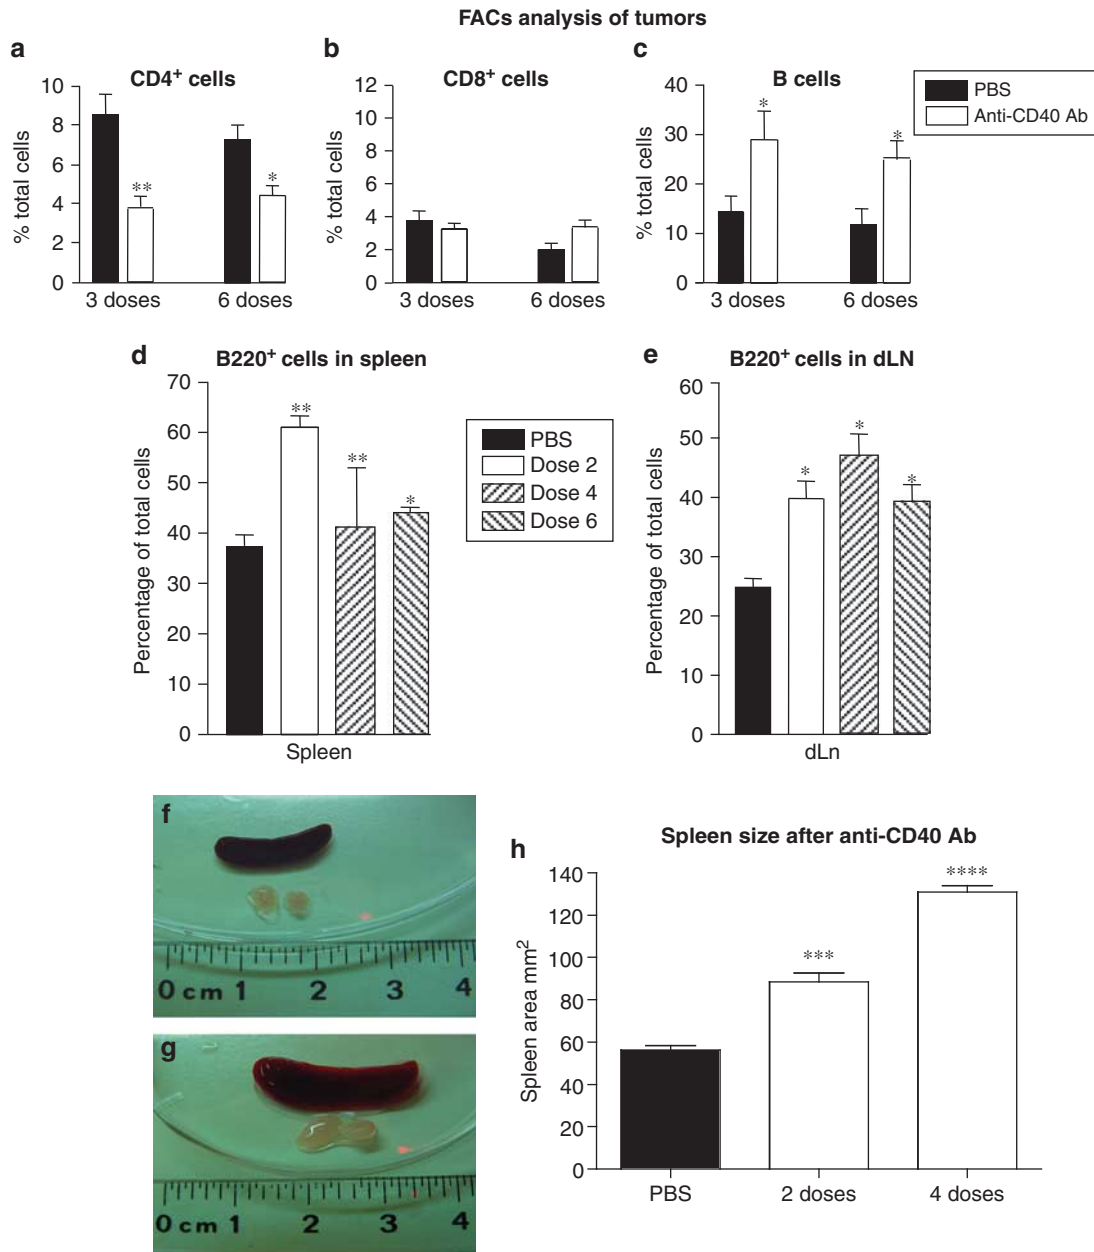 FACs analysis of tumors
a
CD4⁺ cells
% total cells
10
8
6
4
2
0
**
*
3 doses
6 doses
b
CD8⁺ cells
% total cells
12
10
8
6
4
2
0
3 doses
6 doses
c
B cells
% total cells
40
30
20
10
0
*
*
3 doses
6 doses
PBS
Anti-CD40 Ab
d
B220⁺ cells in spleen
Percentage of total cells
70
60
50
40
30
20
10
0
**
**
*
Spleen
PBS
Dose 2
Dose 4
Dose 6
e
B220⁺ cells in dLN
Percentage of total cells
60
50
40
30
20
10
0
*
*
*
dLn
f
0 cm 1 2 3 4
g
0 cm 1 2 3 4
h
Spleen size after anti-CD40 Ab
Spleen area mm²
140
120
100
80
60
40
20
0
***
****
PBS
2 doses
4 doses